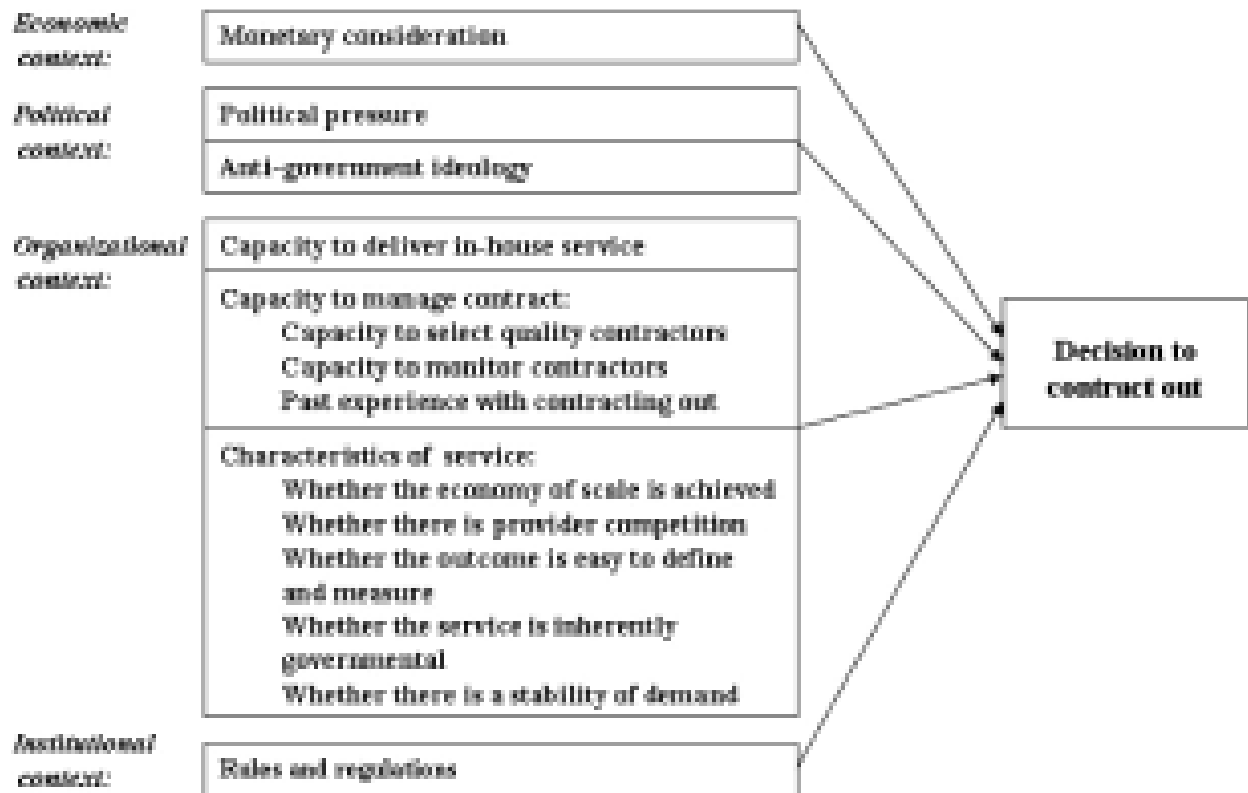 Economic
context:
Monetary consideration
Political
context:
Political pressure
Anti-government ideology
Organizational
context:
Capacity to deliver in-house service
Capacity to manage contract:
Capacity to select quality contractors
Capacity to monitor contractors
Past experience with contracting out
Characteristics of service:
Whether the economy of scale is achieved
Whether there is provider competition
Whether the outcome is easy to define
and measure
Whether the service is inherently
governmental
Whether there is a stability of demand
Institutional
context:
Rules and regulations
Decision to
contract out